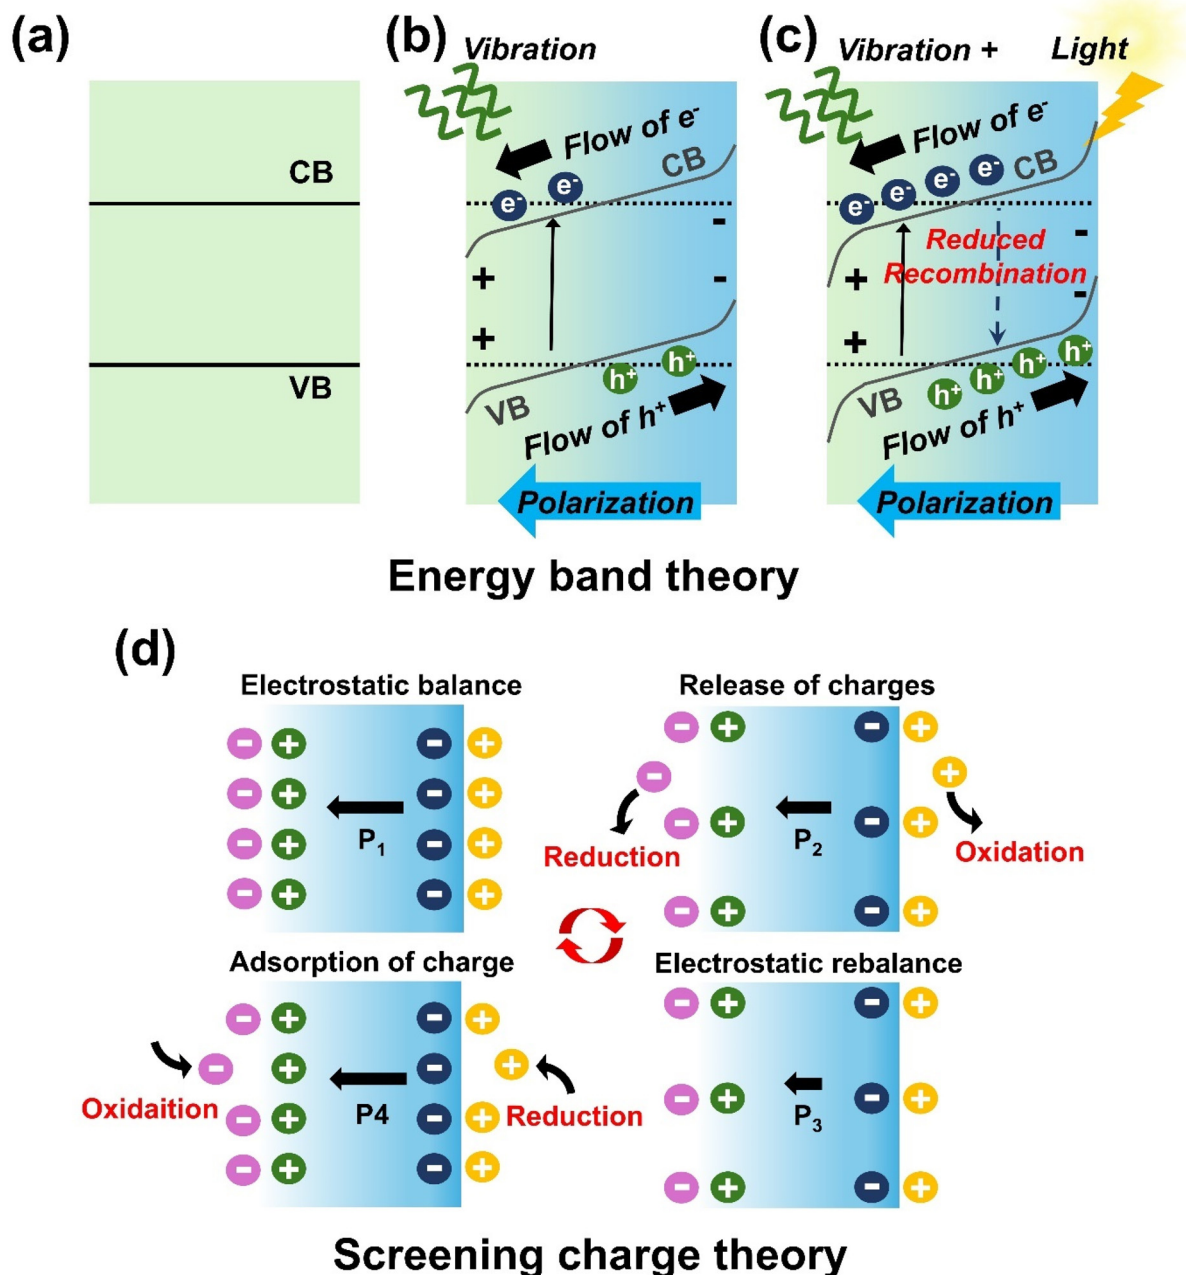 (a)
CB
VB
(b)
Vibration
Flow of e⁻
CB
e⁻ e⁻
-
+ -
+
h⁺ h⁺
VB
Flow of h⁺
Polarization
(c)
Vibration + Light
Flow of e⁻
CB
e⁻ e⁻ e⁻ e⁻
-
Reduced
Recombination
+ -
+
h⁺ h⁺ h⁺ h⁺
VB
Flow of h⁺
Polarization
Energy band theory
(d)
Electrostatic balance
- + - +
- + - +
- + - +
- + - +
P₁
Release of charges
- + - +
- +
- + - +
- + - +
P₂
Reduction
Oxidation
Adsorption of charge
- + - +
- + - +
- + - +
- + - +
P4
Oxidaition
Reduction
Electrostatic rebalance
- + - +
- + - +
- + - +
P₃
Screening charge theory